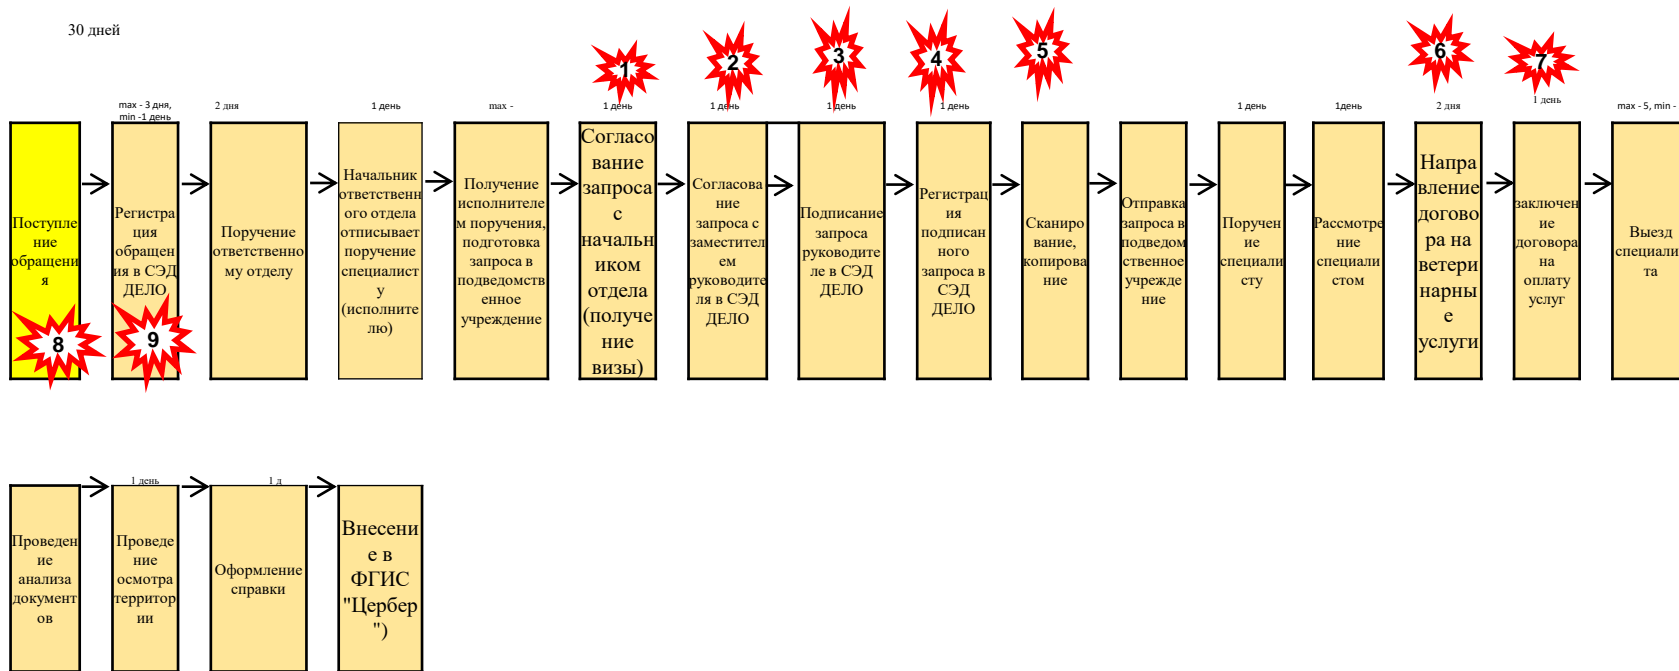 30 дней
1
2
3
4
5
6
7
max - 3 дня,
min -1 день
2 дня
1 день
max -
1 день
1 день
1 день
1 день
1 день
1день
2 дня
1 день
max - 5, min -
Поступле
ние
обращени
я
Регистра
ция
обращен
ия в СЭД
ДЕЛО
Поручение
ответственно
му отделу
Начальник
ответственн
ого отдела
отписывает
поручение
специалист
у
(исполните
лю)
Получение
исполнителе
м поручения,
подготовка
запроса в
подведомств
енное
учреждение
Согласо
вание
запроса
с
начальн
иком
отдела
(получе
ние
визы)
Согласова
ние
запроса с
заместител
ем
руководите
ля в СЭД
ДЕЛО
Подписание
запроса
руководите
ле в СЭД
ДЕЛО
Регистрац
ия
подписан
ного
запроса в
СЭД
ДЕЛО
Сканиро
вание,
копирова
ние
Отправка
запроса в
подведом
ственное
учрежде
ние
Поручен
ие
специали
сту
Рассмотре
ние
специали
стом
Напра
вление
догово
ра на
ветери
нарны
е
услуги
заключен
ие
договора
на
оплату
услуг
Выезд
специали
та
8
9
1 день
1 д
Проведен
ие
анализа
документ
ов
Проведе
ние
осмотра
территор
ии
Оформление
справки
Внесени
е в
ФГИС
"Цербер
")